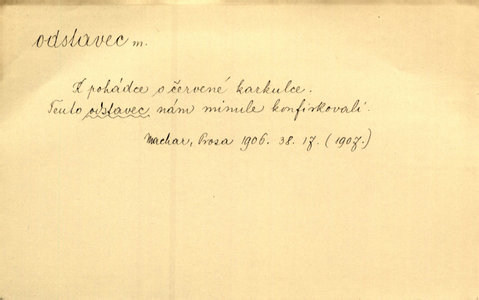 odstavec m.
K pohádce o červené karkulce.
Tento odstavec nám minule konfiskovali.
Machar, Prosa 1906. 38. 17. (1907.)